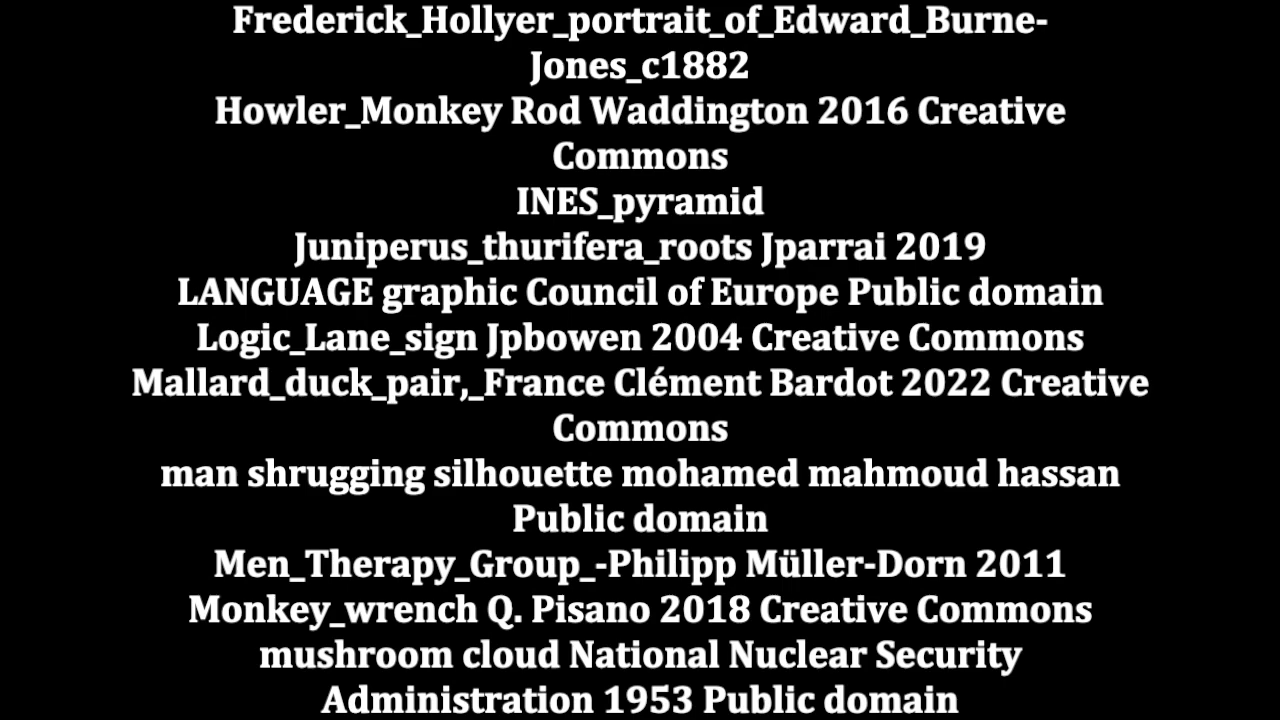 Frederick_Hollyer_portrait_of_Edward_Burne-
Jones_c1882
Howler_Monkey Rod Waddington 2016 Creative
Commons
INES_pyramid
Juniperus_thurifera_roots Jparrai 2019
LANGUAGE graphic Council of Europe Public domain
Logic_Lane_sign Jpbowen 2004 Creative Commons
Mallard_duck_pair,_France Clément Bardot 2022 Creative
Commons
man shrugging silhouette mohamed mahmoud hassan
Public domain
Men_Therapy_Group_-Philipp Müller-Dorn 2011
Monkey_wrench Q. Pisano 2018 Creative Commons
mushroom cloud National Nuclear Security
Administration 1953 Public domain